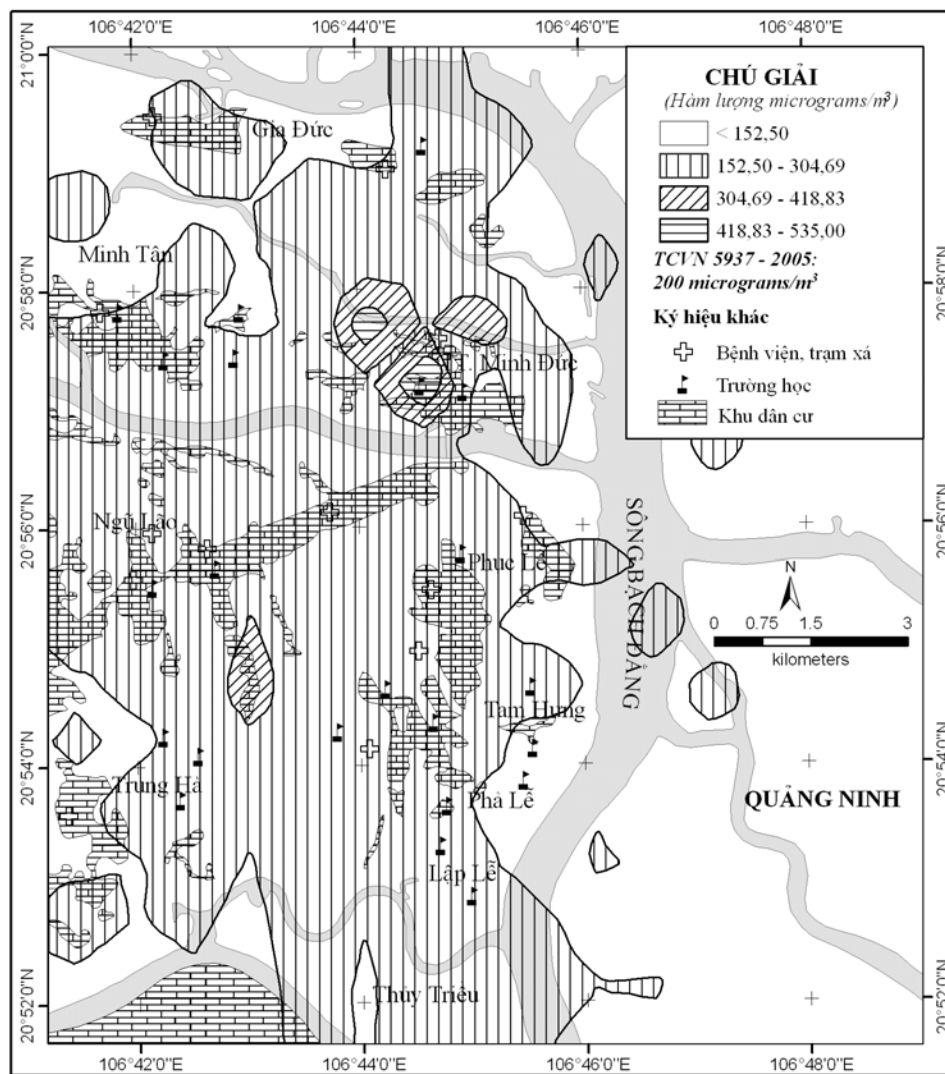 106°42'0"E 106°44'0"E 106°46'0"E 106°48'0"E
21°0'0"N
20°58'0"N
20°56'0"N
20°54'0"N
20°52'0"N
CHÚ GIẢI
(Hàm lượng micrograms/m³)
< 152,50
152,50 - 304,69
304,69 - 418,83
418,83 - 535,00
TCVN 5937 - 2005:
200 micrograms/m³
Ký hiệu khác
Bệnh viện, trạm xá
Trường học
Khu dân cư
Gia Đức
Minh Tân
TT. Minh Đức
Ngũ Lão
Phục Lễ
SÔNG BẠCH ĐẰNG
N
0 0.75 1.5 3
kilometers
Tam Hưng
Trung Hà
Phả Lễ
QUẢNG NINH
Lập Lễ
Thủy Triều
20°58'0"N
20°56'0"N
20°54'0"N
20°52'0"N
106°42'0"E 106°44'0"E 106°46'0"E 106°48'0"E